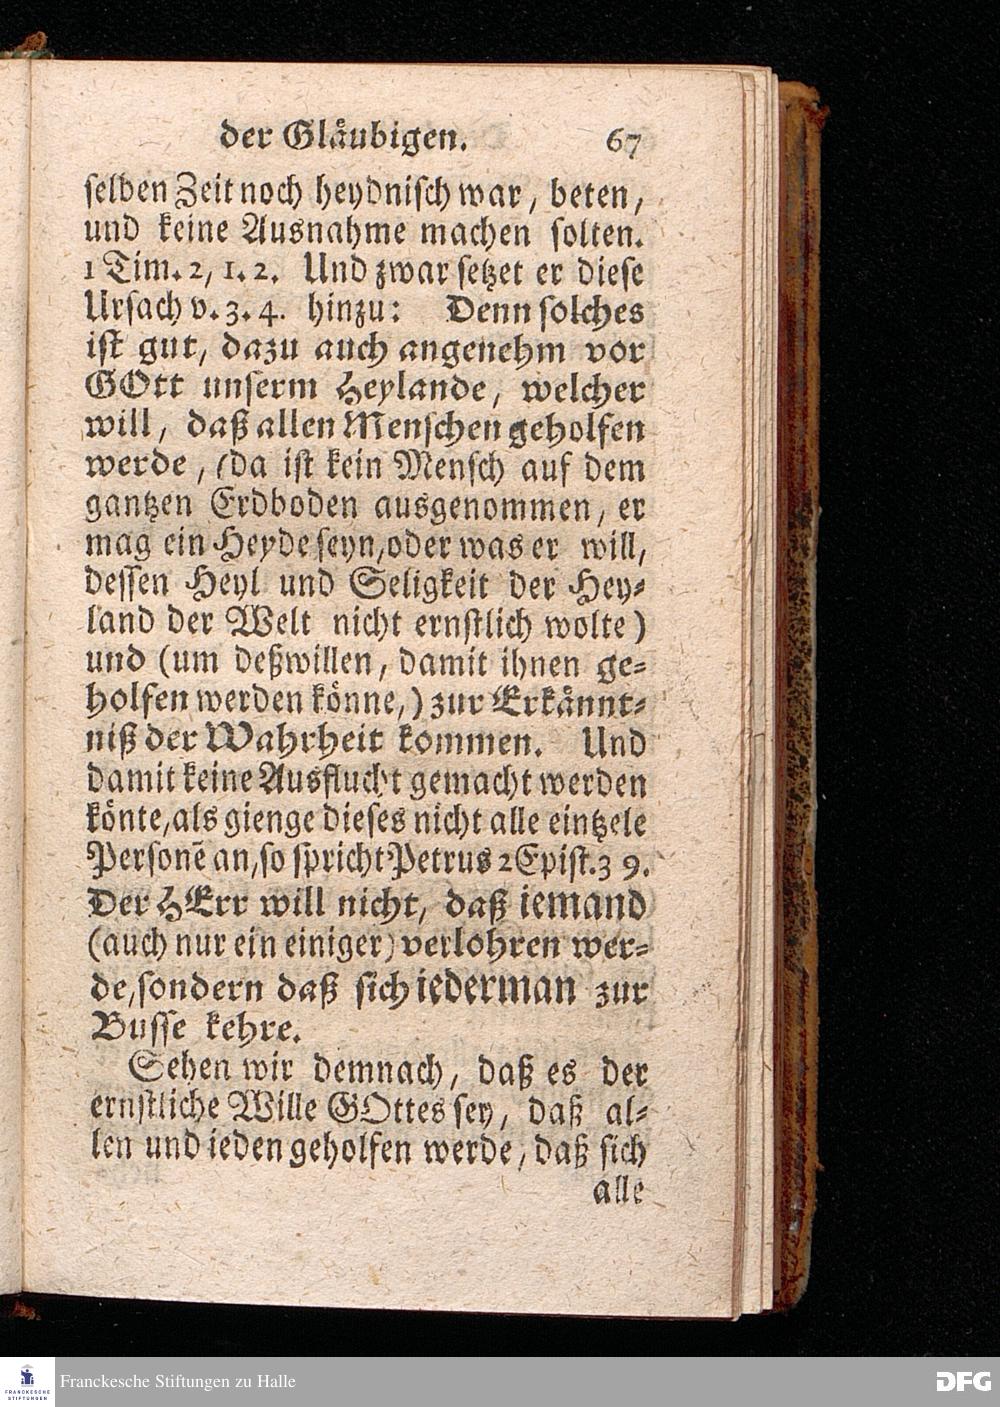 der Gläubigen. 67
selben Zeit noch heydnisch war, beten,
und keine Ausnahme machen solten.
1 Tim. 2, 1. 2. Und zwar setzet er diese
Ursach v. 3. 4. hinzu: Denn solches
ist gut, dazu auch angenehm vor
GOtt unserm Heylande, welcher
will, daß allen Menschen geholfen
werde, (da ist kein Mensch auf dem
gantzen Erdboden ausgenommen, er
mag ein Heyde seyn, oder was er will,
dessen Heyl und Seligkeit der Hey-
land der Welt nicht ernstlich wolte)
und (um deßwillen, damit ihnen ge-
holfen werden könne,) zur Erkännt-
niß der Wahrheit kommen. Und
damit keine Ausflucht gemacht werden
könte, als gienge dieses nicht alle eintzele
Personē an, so spricht Petrus 2 Epist. 3 9.
Der HErr will nicht, daß iemand
(auch nur ein einiger) verlohren wer-
de, sondern daß sich iederman zur
Busse kehre.
Sehen wir demnach, daß es der
ernstliche Wille GOttes sey, daß al-
len und ieden geholfen werde, daß sich
alle
FRANCKESCHE
STIFTUNGEN
Franckesche Stiftungen zu Halle
DFG